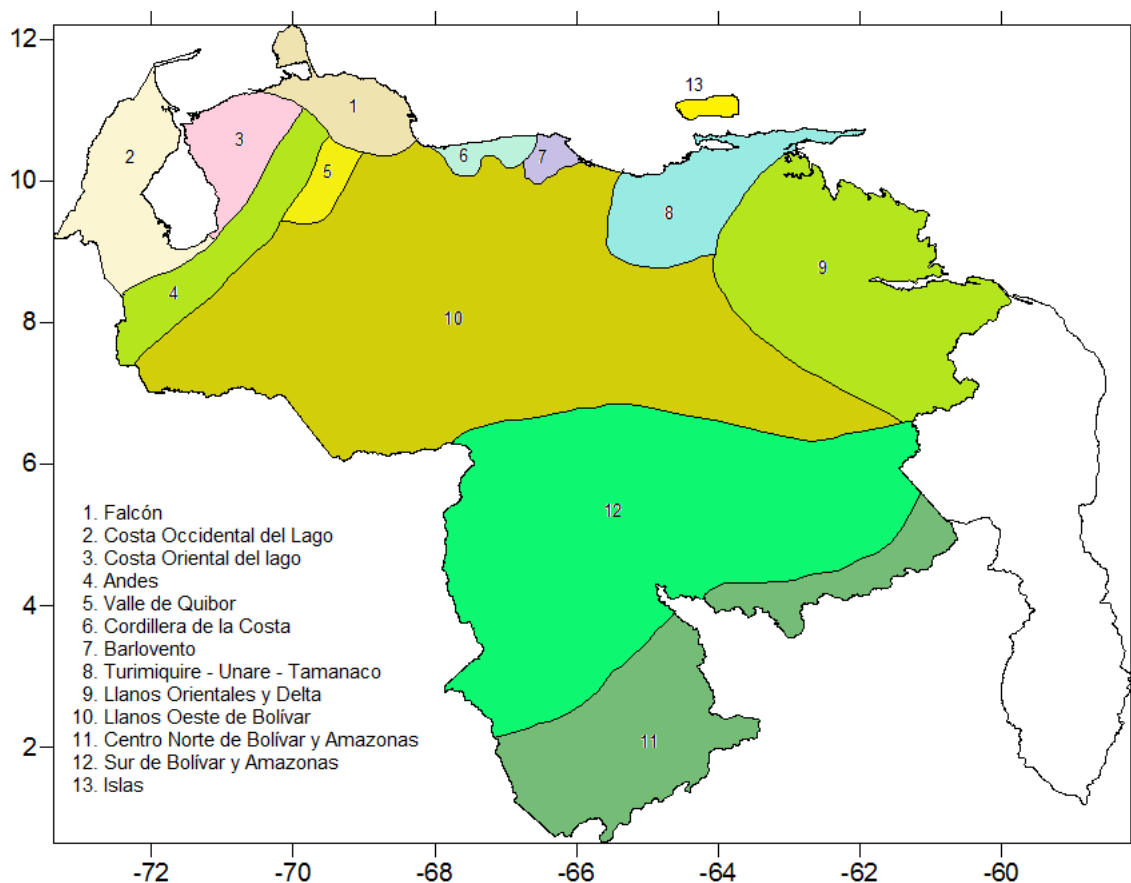 12
10
8
6
4
2
13
1
2
3
7
6
5
8
9
4
10
12
11
1. Falcón
2. Costa Occidental del Lago
3. Costa Oriental del lago
4. Andes
5. Valle de Quibor
6. Cordillera de la Costa
7. Barlovento
8. Turimiquire - Unare - Tamanaco
9. Llanos Orientales y Delta
10. Llanos Oeste de Bolívar
11. Centro Norte de Bolívar y Amazonas
12. Sur de Bolívar y Amazonas
13. Islas
-72 -70 -68 -66 -64 -62 -60